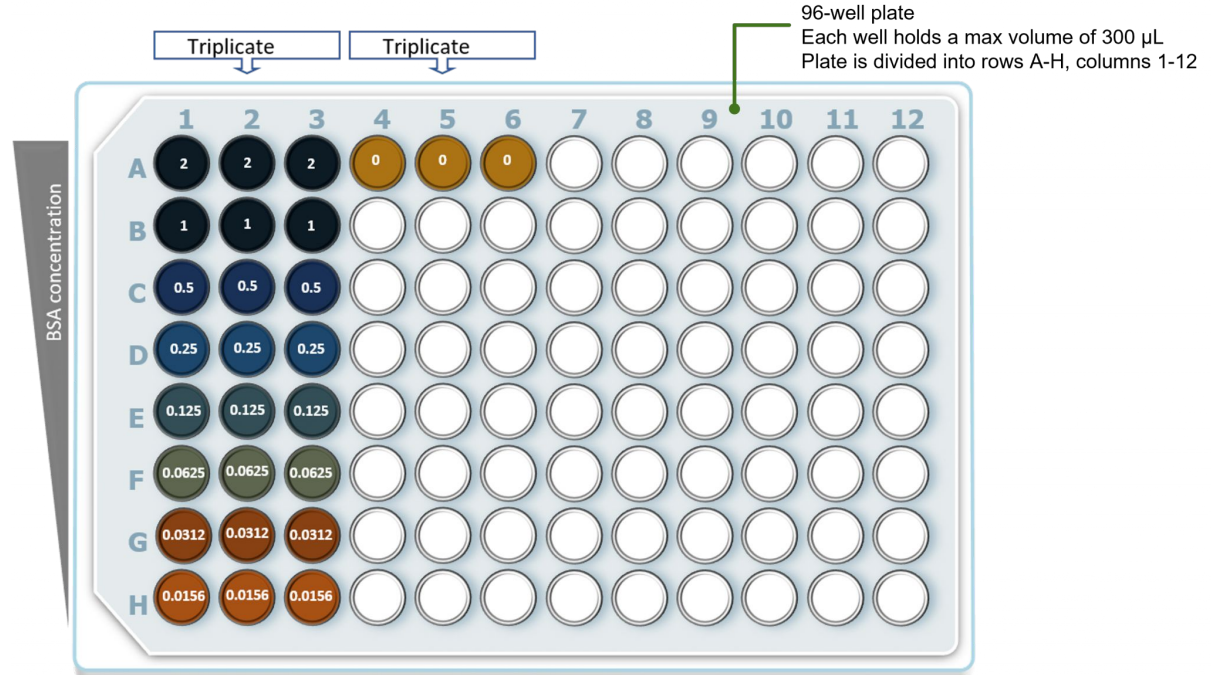 96-well plate
Each well holds a max volume of 300 µL
Plate is divided into rows A-H, columns 1-12
Triplicate Triplicate
1 2 3 4 5 6 7 8 9 10 11 12
A 2 2 2 0 0 0
B 1 1 1
C 0.5 0.5 0.5
D 0.25 0.25 0.25
E 0.125 0.125 0.125
F 0.0625 0.0625 0.0625
G 0.0312 0.0312 0.0312
H 0.0156 0.0156 0.0156
BSA concentration